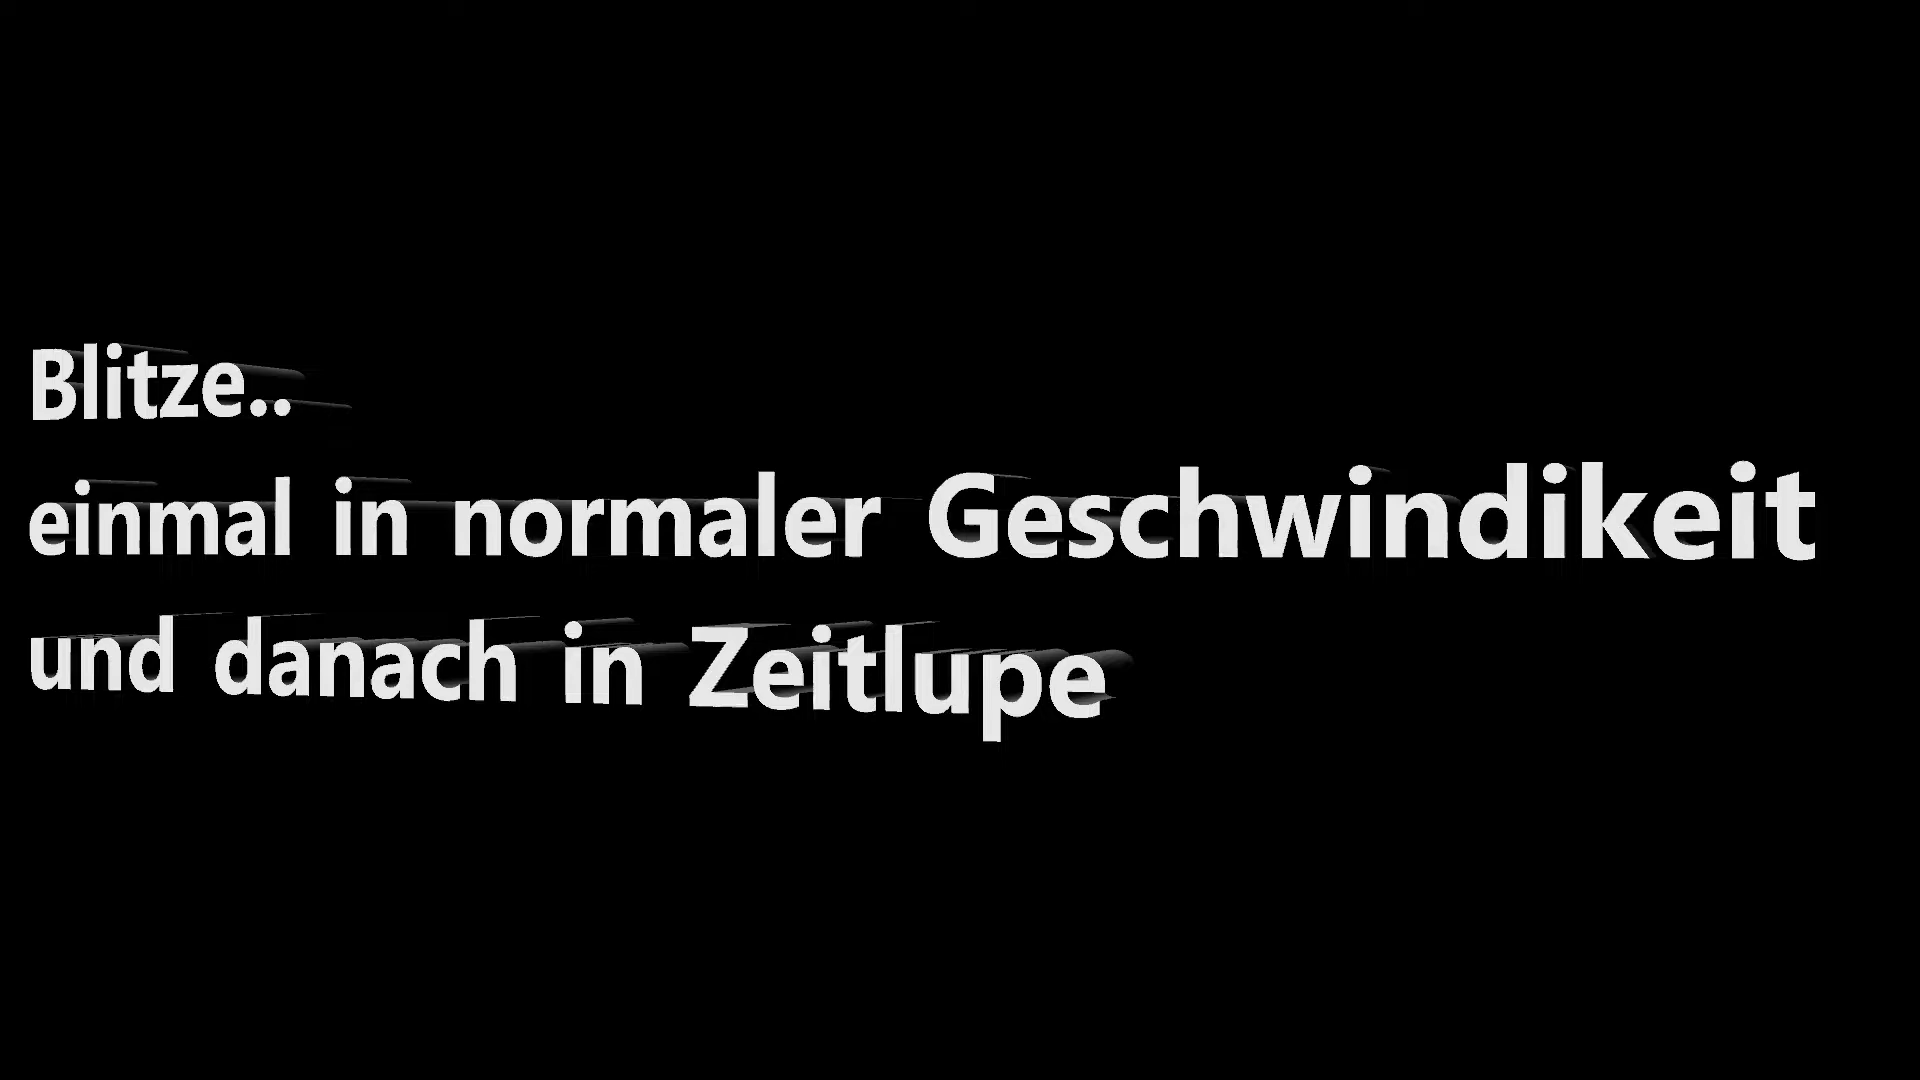 Blitze..
einmal in normaler Geschwindikeit
und danach in Zeitlupe